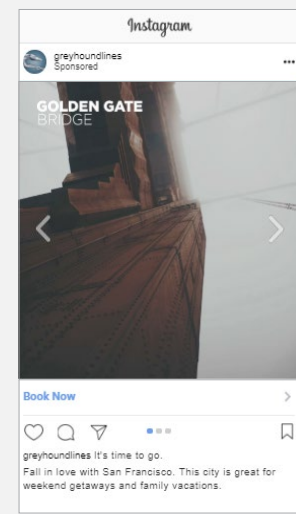 Instagram
greyhoundlines
Sponsored
GOLDEN GATE
BRIDGE
Book Now
greyhoundlines It's time to go.
Fall in love with San Francisco. This city is great for
weekend getaways and family vacations.